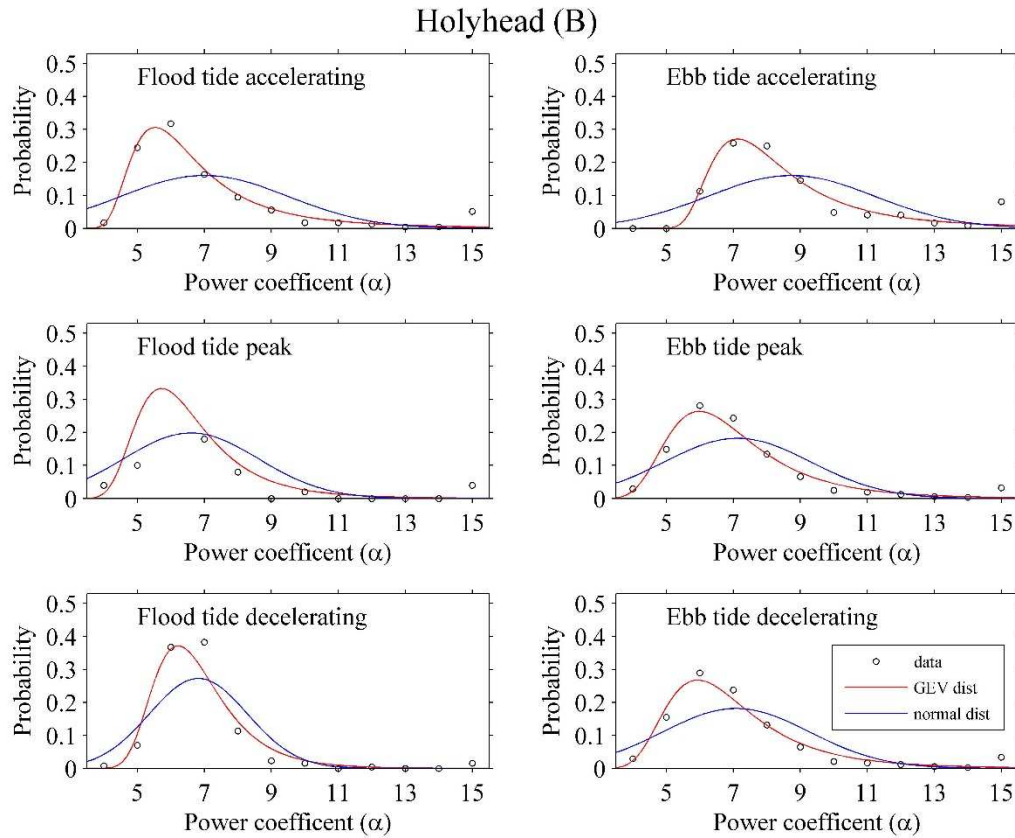 Holyhead (B)
Flood tide accelerating
Probability
0.5
0.4
0.3
0.2
0.1
0
5 7 9 11 13 15
Power coefficent (α)
Ebb tide accelerating
Probability
0.5
0.4
0.3
0.2
0.1
0
5 7 9 11 13 15
Power coefficent (α)
Flood tide peak
Probability
0.5
0.4
0.3
0.2
0.1
0
5 7 9 11 13 15
Power coefficent (α)
Ebb tide peak
Probability
0.5
0.4
0.3
0.2
0.1
0
5 7 9 11 13 15
Power coefficent (α)
Flood tide decelerating
Probability
0.5
0.4
0.3
0.2
0.1
0
5 7 9 11 13 15
Power coefficent (α)
Ebb tide decelerating
Probability
0.5
0.4
0.3
0.2
0.1
0
5 7 9 11 13 15
Power coefficent (α)
data
GEV dist
normal dist